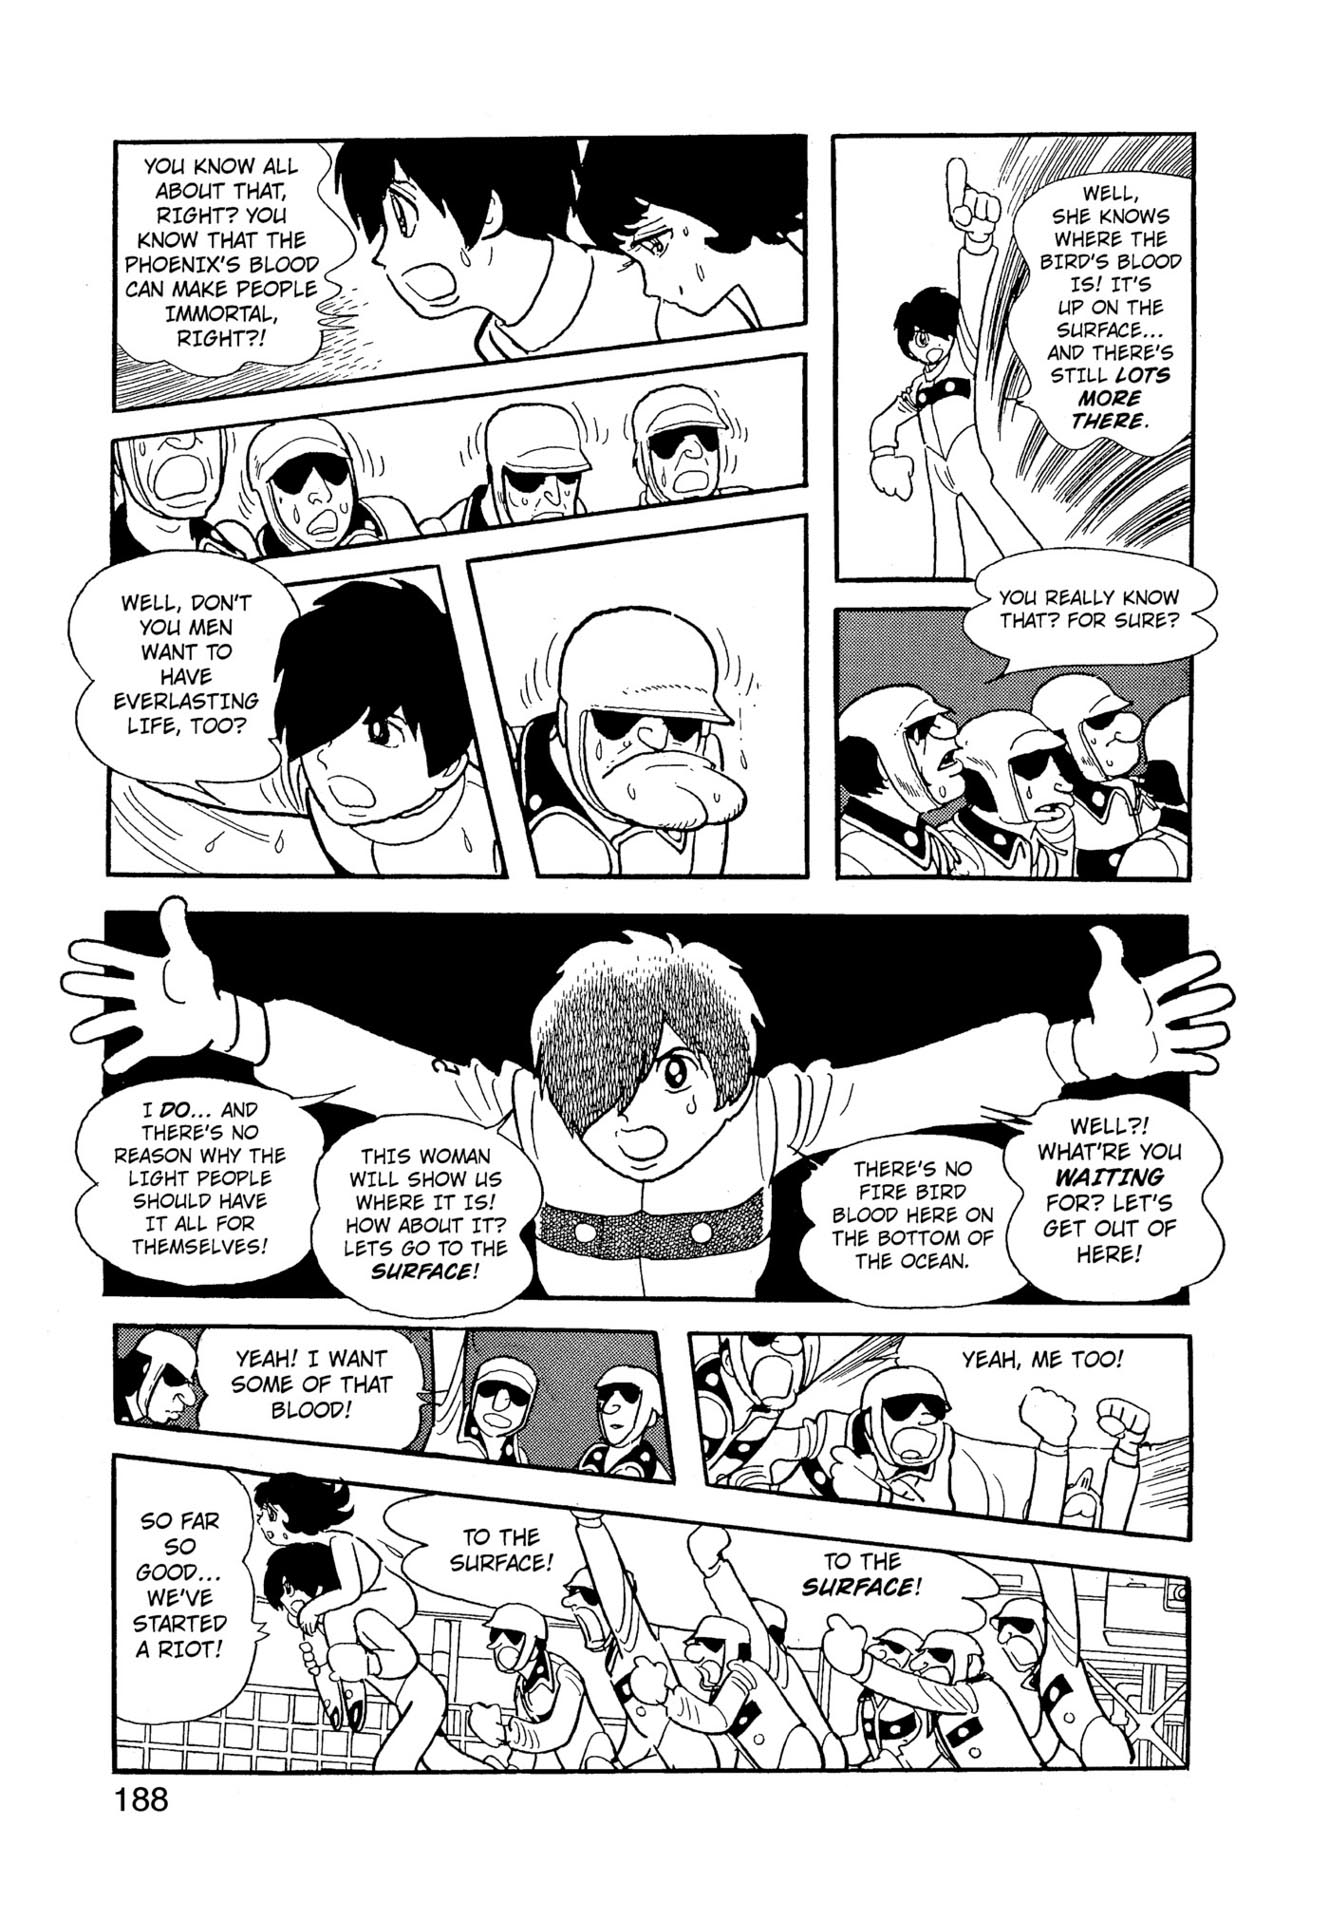 YOU KNOW ALL
ABOUT THAT,
RIGHT? YOU
KNOW THAT THE
PHOENIX'S BLOOD
CAN MAKE PEOPLE
IMMORTAL,
RIGHT?!
WELL, DON'T
YOU MEN
WANT TO
HAVE
EVERLASTING
LIFE, TOO?
WELL,
SHE KNOWS
WHERE THE
BIRD'S BLOOD
IS! IT'S
UP ON THE
SURFACE...
AND THERE'S
STILL LOTS
MORE
THERE.
YOU REALLY KNOW
THAT? FOR SURE?
2
I DO... AND
THERE'S NO
REASON WHY THE
LIGHT PEOPLE
SHOULD HAVE
IT ALL FOR
THEMSELVES!
THIS WOMAN
WILL SHOW US
WHERE IT IS!
HOW ABOUT IT?
LETS GO TO THE
SURFACE!
THERE'S NO
FIRE BIRD
BLOOD HERE ON
THE BOTTOM OF
THE OCEAN.
WELL?!
WHAT'RE YOU
WAITING
FOR? LET'S
GET OUT OF
HERE!
YEAH! I WANT
SOME OF THAT
BLOOD!
YEAH, ME TOO!
SO FAR
SO
GOOD...
WE'VE
STARTED
A RIOT!
TO THE
SURFACE!
TO THE
SURFACE!
188